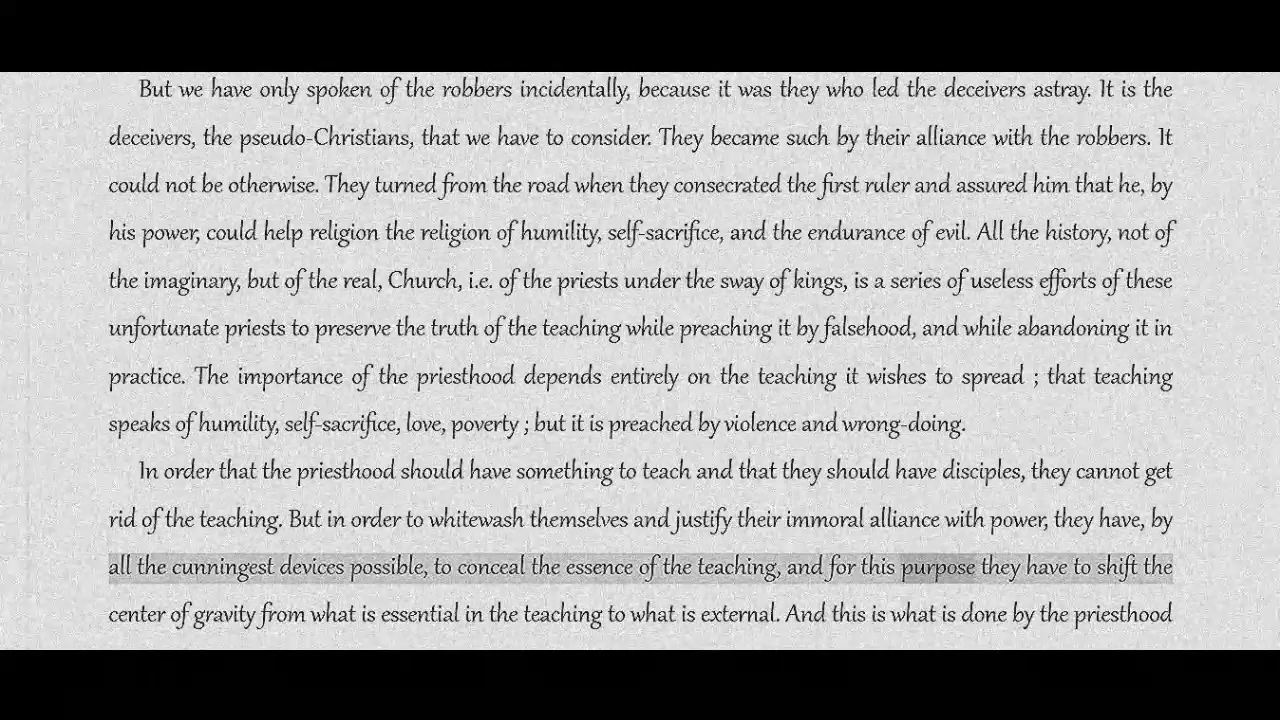 But we have only spoken of the robbers incidentally, because it was they who led the deceivers astray. It is the
deceivers, the pseudo-Christians, that we have to consider. They became such by their alliance with the robbers. It
could not be otherwise. They turned from the road when they consecrated the first ruler and assured him that he, by
his power, could help religion the religion of humility, self-sacrifice, and the endurance of evil. All the history, not of
the imaginary, but of the real, Church, i.e. of the priests under the sway of kings, is a series of useless efforts of these
unfortunate priests to preserve the truth of the teaching while preaching it by falsehood, and while abandoning it in
practice. The importance of the priesthood depends entirely on the teaching it wishes to spread ; that teaching
speaks of humility, self-sacrifice, love, poverty ; but it is preached by violence and wrong-doing.
In order that the priesthood should have something to teach and that they should have disciples, they cannot get
rid of the teaching. But in order to whitewash themselves and justify their immoral alliance with power, they have, by
all the cunningest devices possible, to conceal the essence of the teaching, and for this purpose they have to shift the
center of gravity from what is essential in the teaching to what is external. And this is what is done by the priesthood